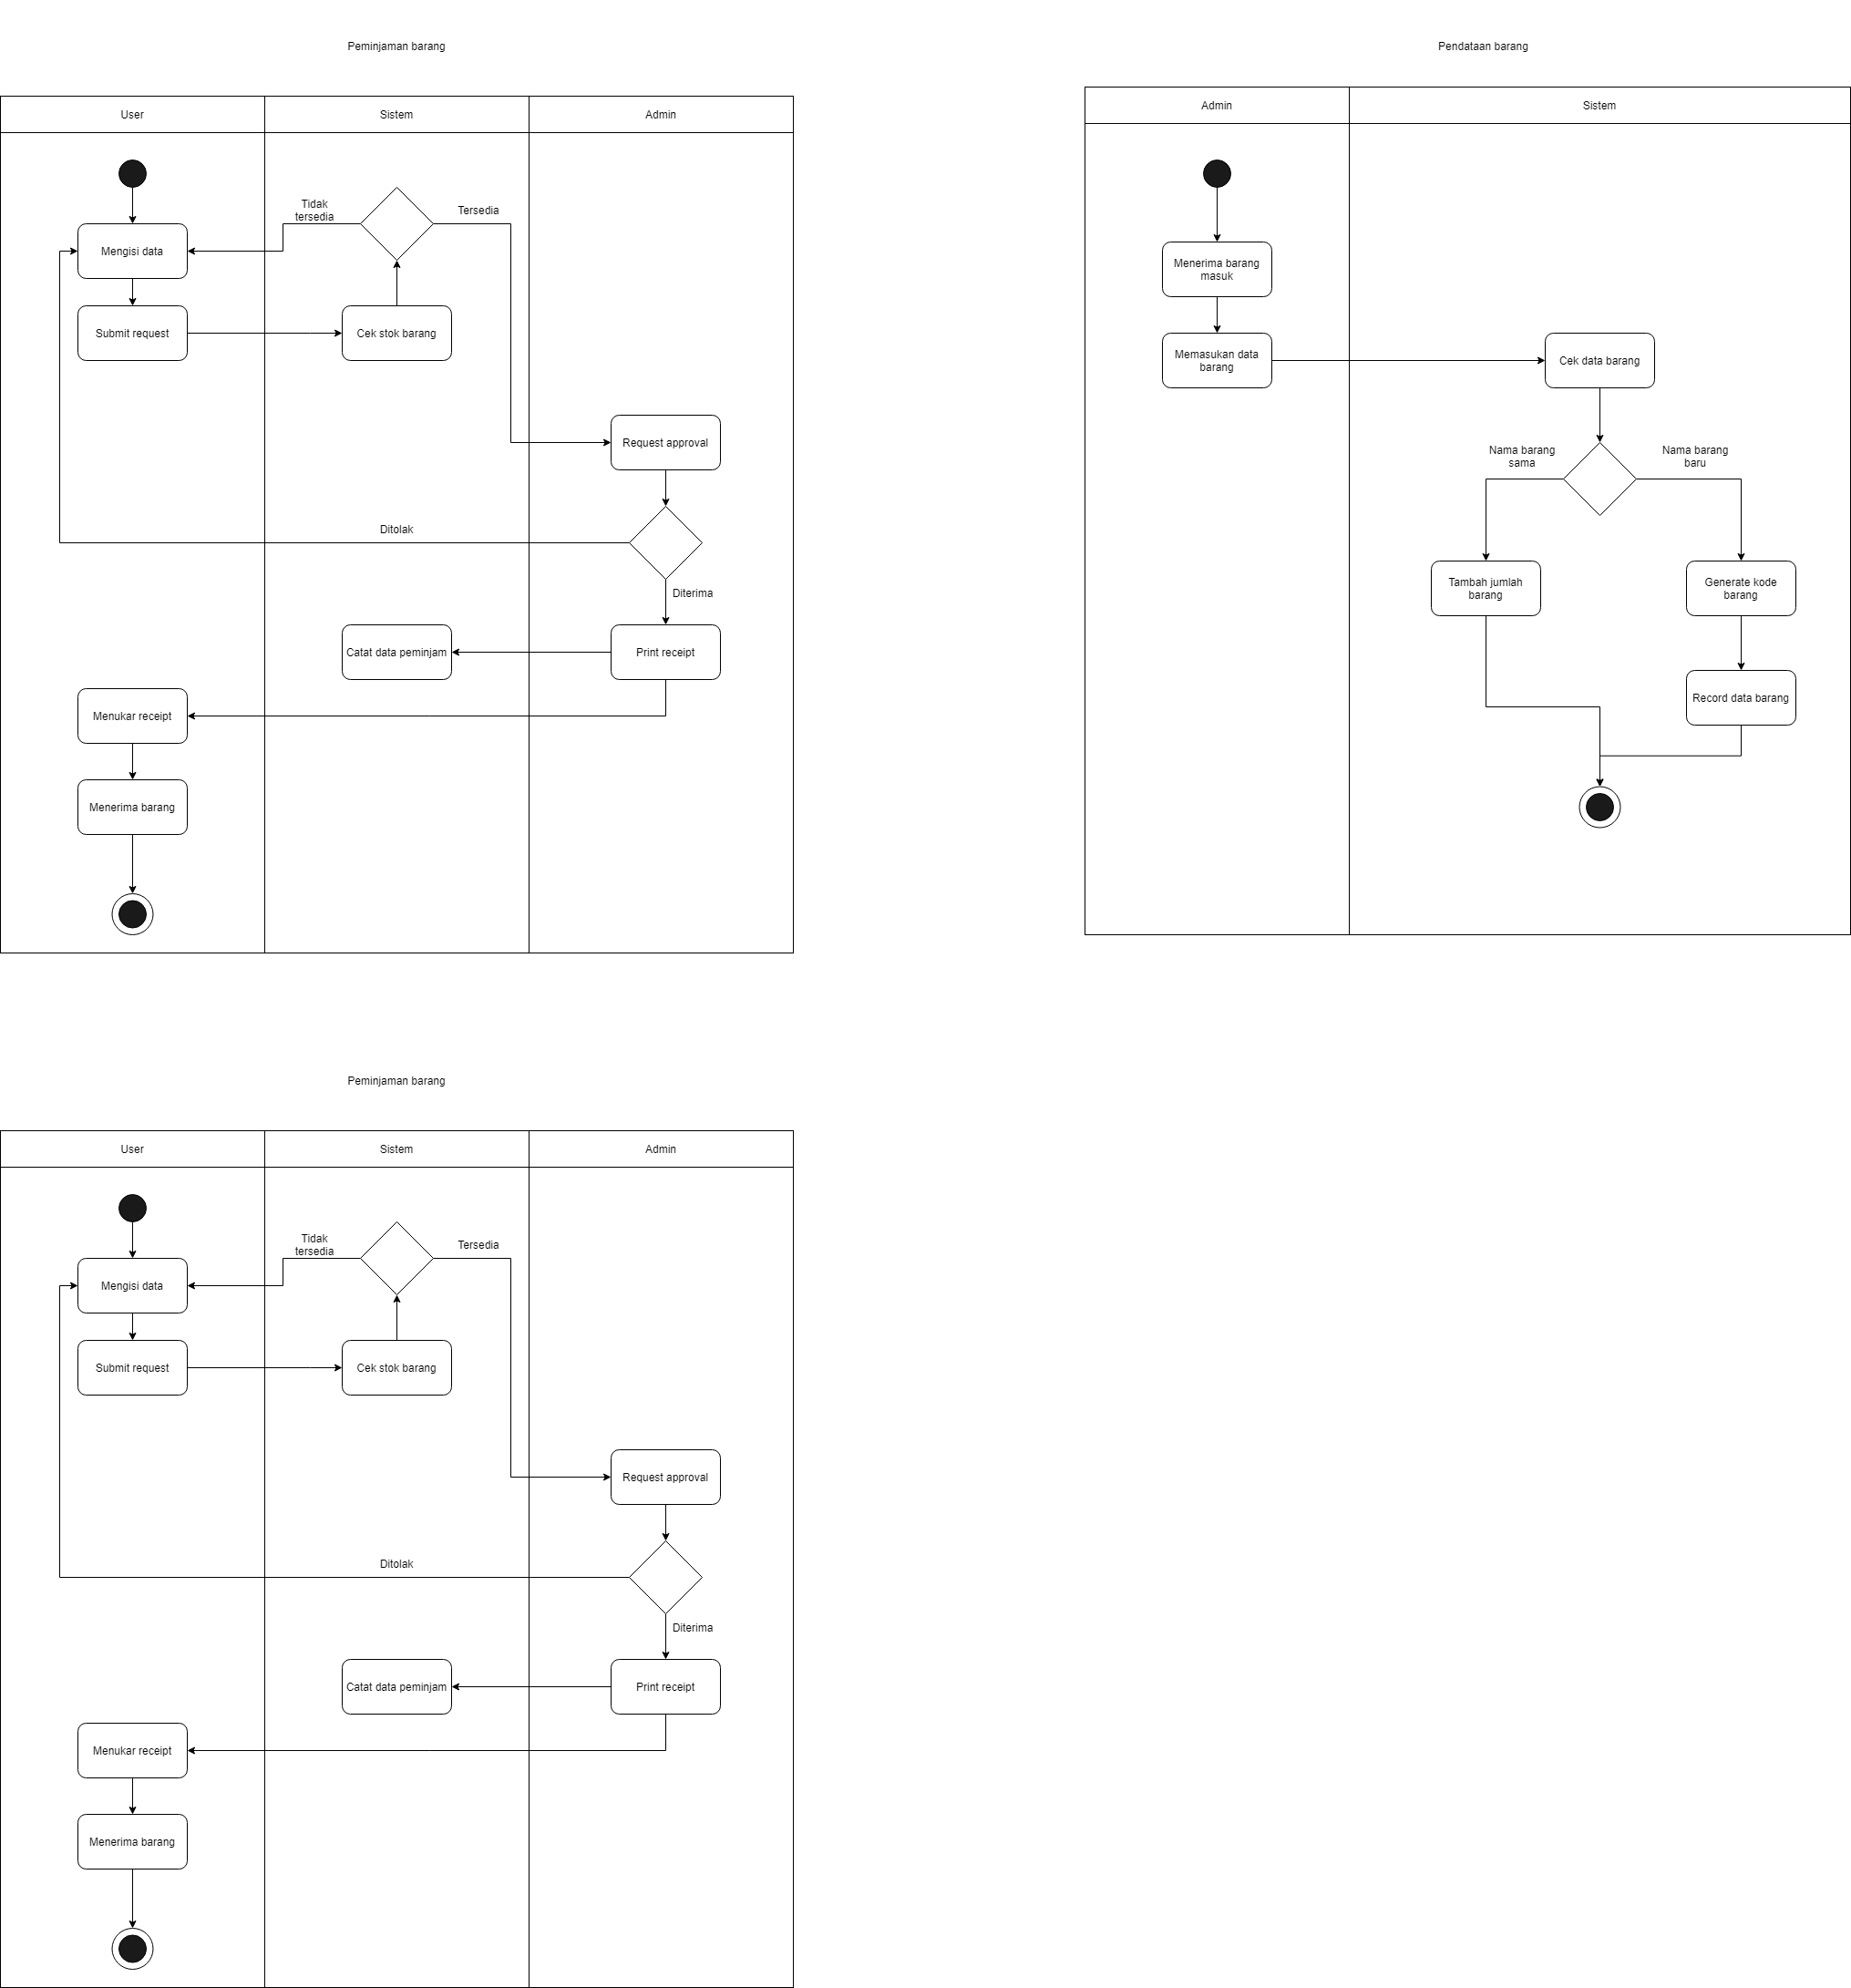 Peminjaman barang
User
Sistem
Admin
Tidak
tersedia
Tersedia
Mengisi data
Submit request
Cek stok barang
Request approval
Ditolak
Diterima
Catat data peminjam
Print receipt
Menukar receipt
Menerima barang
Pendataan barang
Admin
Sistem
Menerima barang
masuk
Memasukan data
barang
Cek data barang
Nama barang
sama
Nama barang
baru
Tambah jumlah
barang
Generate kode
barang
Record data barang
Peminjaman barang
User
Sistem
Admin
Tidak
tersedia
Tersedia
Mengisi data
Submit request
Cek stok barang
Request approval
Ditolak
Diterima
Catat data peminjam
Print receipt
Menukar receipt
Menerima barang